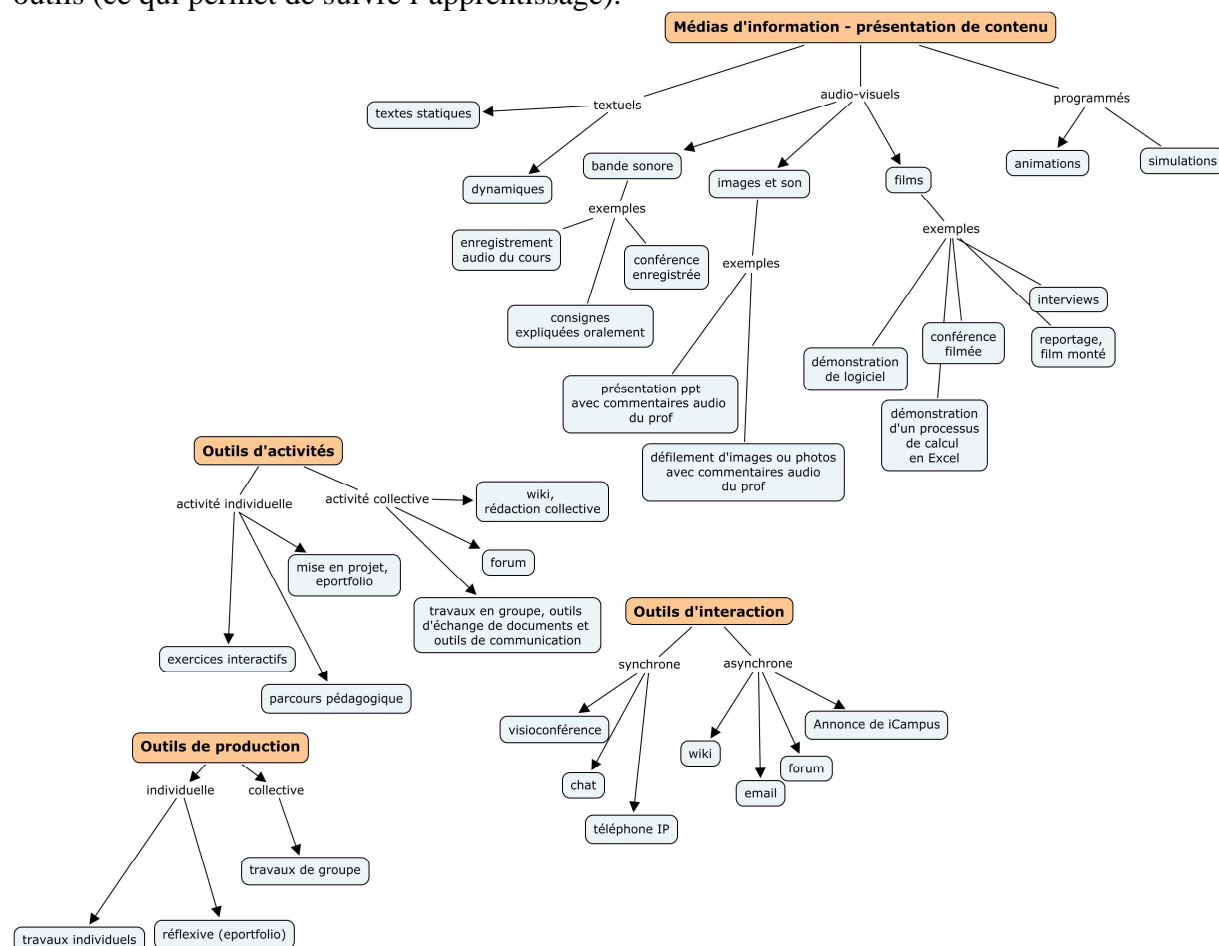 outils (ce qui permet de suivre l'apprentissage).
Médias d'information - présentation de contenu
textuels
audio-visuels
programmés
textes statiques
dynamiques
bande sonore
images et son
films
animations
simulations
exemples
enregistrement
audio du cours
conférence
enregistrée
consignes
expliquées oralement
exemples
présentation ppt
avec commentaires audio
du prof
défilement d'images ou photos
avec commentaires audio
du prof
exemples
interviews
conférence
filmée
reportage,
film monté
démonstration
de logiciel
démonstration
d'un processus
de calcul
en Excel
Outils d'activités
activité individuelle
activité collective
wiki,
rédaction collective
mise en projet,
eportfolio
forum
travaux en groupe, outils
d'échange de documents et
outils de communication
exercices interactifs
parcours pédagogique
Outils d'interaction
synchrone
asynchrone
visioconférence
chat
téléphone IP
wiki
email
forum
Annonce de iCampus
Outils de production
individuelle
collective
travaux de groupe
travaux individuels
réflexive (eportfolio)